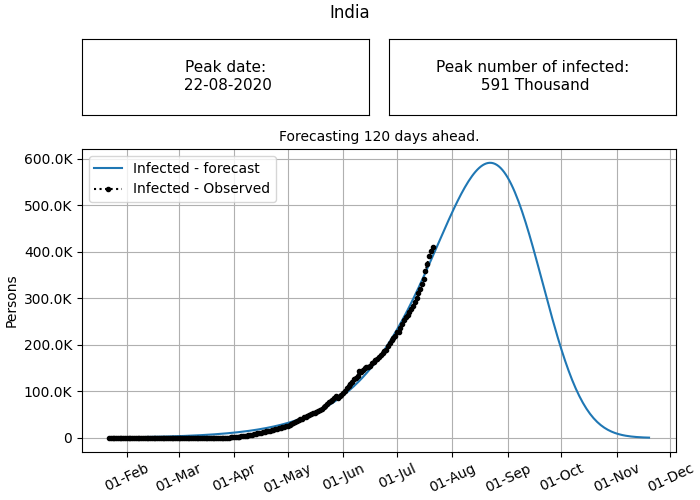 India
Peak date:
22-08-2020
Peak number of infected:
591 Thousand
Forecasting 120 days ahead.
Infected - forecast
Infected - Observed
600.0K
500.0K
400.0K
300.0K
200.0K
100.0K
0
Persons
01-Feb
01-Mar
01-Apr
01-May
01-Jun
01-Jul
01-Aug
01-Sep
01-Oct
01-Nov
01-Dec